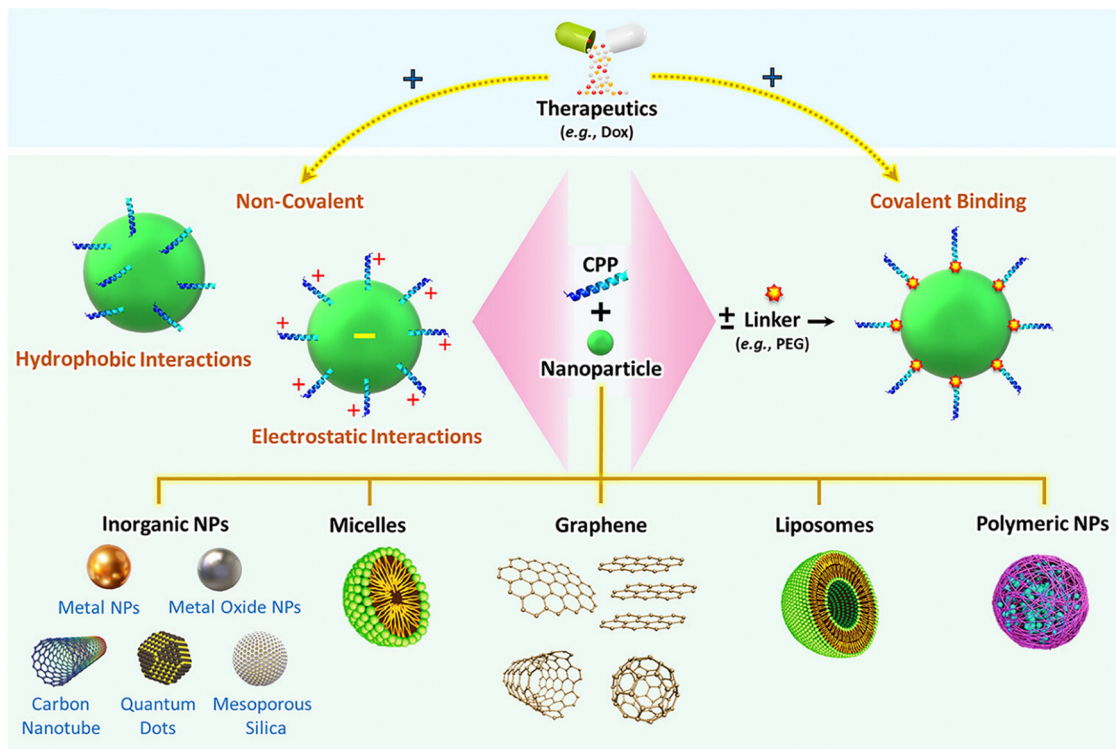 Therapeutics
(e.g., Dox)
Non-Covalent
Covalent Binding
CPP
+
Nanoparticle
± Linker →
(e.g., PEG)
Hydrophobic Interactions
Electrostatic Interactions
Inorganic NPs
Micelles
Graphene
Liposomes
Polymeric NPs
Metal NPs
Metal Oxide NPs
Carbon
Nanotube
Quantum
Dots
Mesoporous
Silica